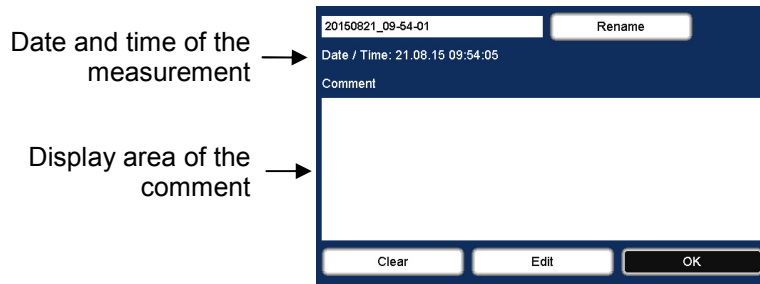 20150821_09-54-01
Rename
Date and time of the
measurement
Date / Time: 21.08.15 09:54:05
Comment
Display area of the
comment
Clear
Edit
OK